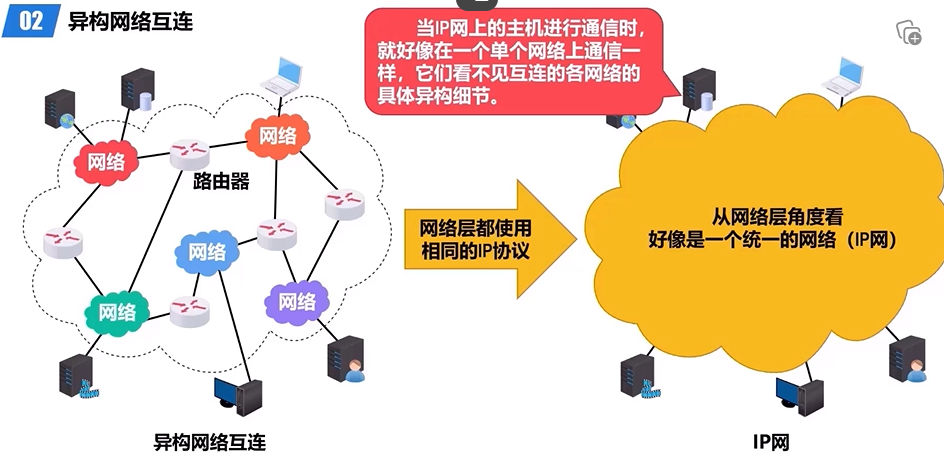 02 异构网络互连
当IP网上的主机进行通信时，
就好像在一个单个网络上通信一
样，它们看不见互连的各网络的
具体异构细节。
网络
网络
路由器
网络
网络
网络
网络层都使用
相同的IP协议
从网络层角度看
好像是一个统一的网络（IP网）
异构网络互连
IP网